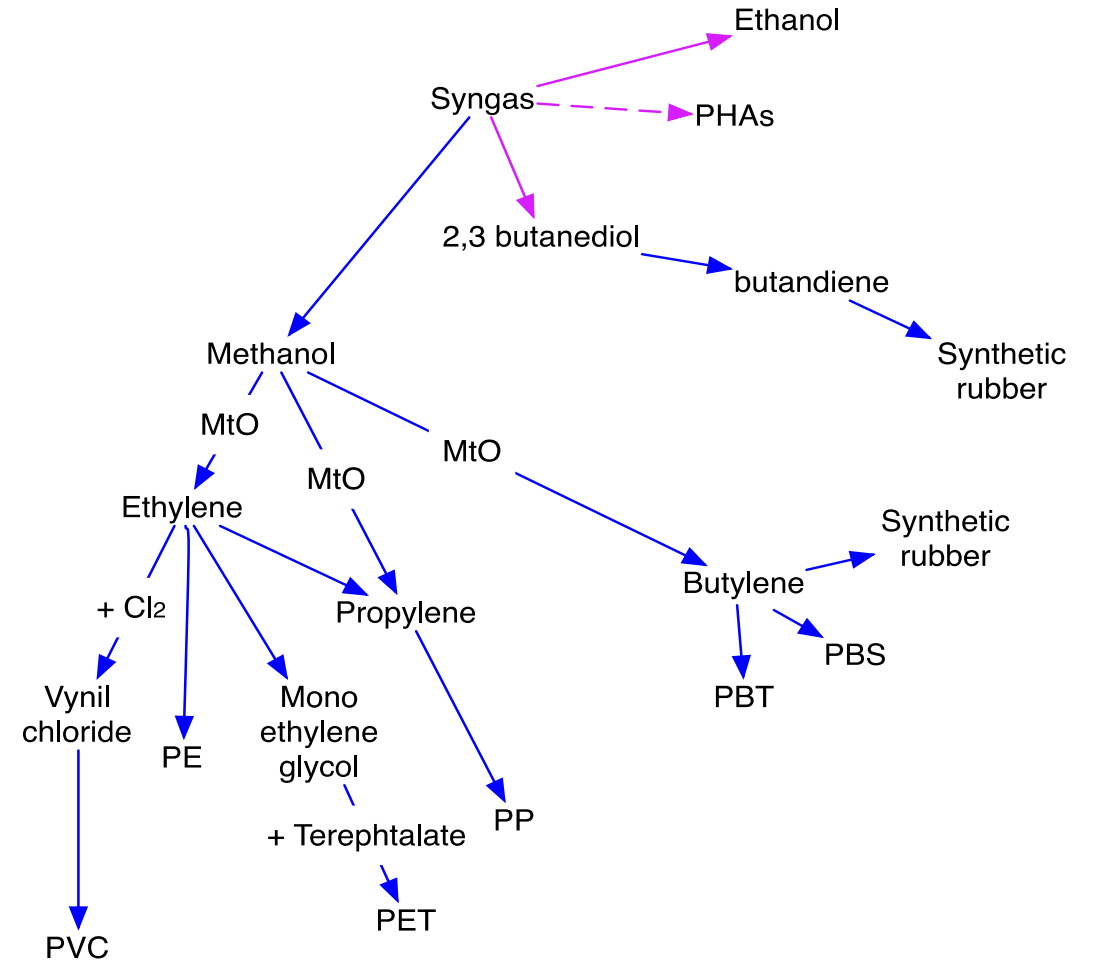 Ethanol
Syngas
PHAs
2,3 butanediol
butandiene
Methanol
Synthetic
rubber
MtO
MtO
MtO
Ethylene
Synthetic
rubber
Butylene
+ Cl2
Propylene
PBS
Vynil
chloride
Mono
ethylene
glycol
PBT
PE
PP
+ Terephtalate
PET
PVC